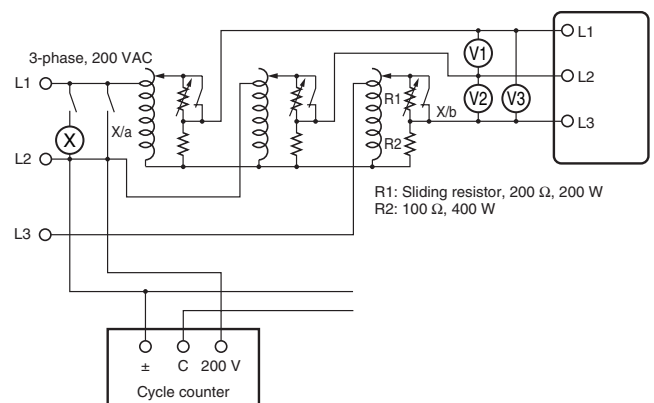 3-phase, 200 VAC
L1
L2
L3
X
X/a
R1
R2
X/b
V1
V2
V3
L1
L2
L3
R1: Sliding resistor, 200 Ω, 200 W
R2: 100 Ω, 400 W
± C 200 V
Cycle counter